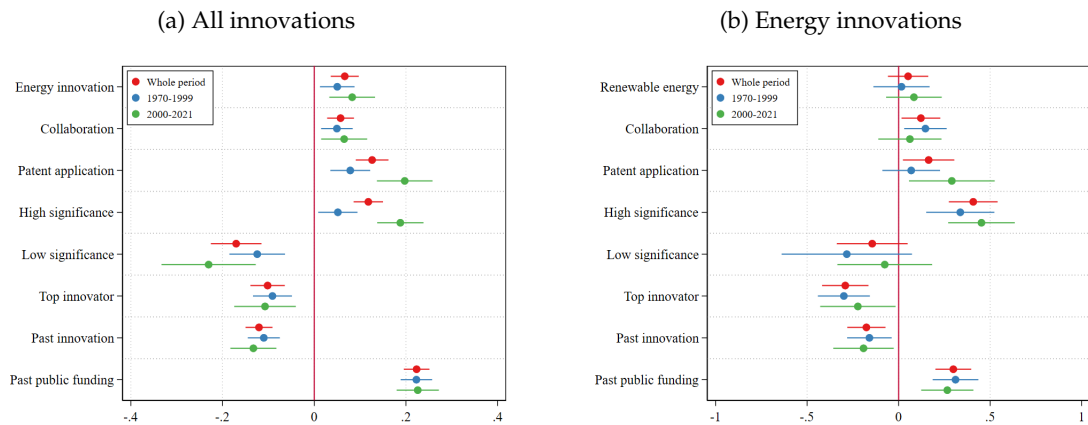 (a) All innovations
Whole period
1970-1999
2000-2021
Energy innovation
Collaboration
Patent application
High significance
Low significance
Top innovator
Past innovation
Past public funding
-.4
-.2
0
.2
.4
(b) Energy innovations
Whole period
1970-1999
2000-2021
Renewable energy
Collaboration
Patent application
High significance
Low significance
Top innovator
Past innovation
Past public funding
-1
-.5
0
.5
1